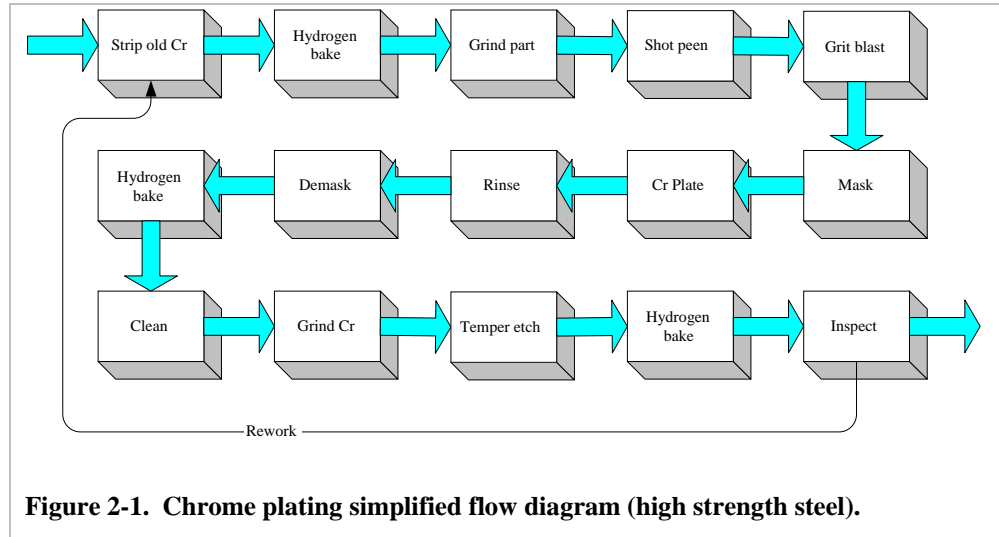 Strip old Cr
Hydrogen
bake
Grind part
Shot peen
Grit blast
Hydrogen
bake
Demask
Rinse
Cr Plate
Mask
Clean
Grind Cr
Temper etch
Hydrogen
bake
Inspect
Rework
Figure 2-1. Chrome plating simplified flow diagram (high strength steel).